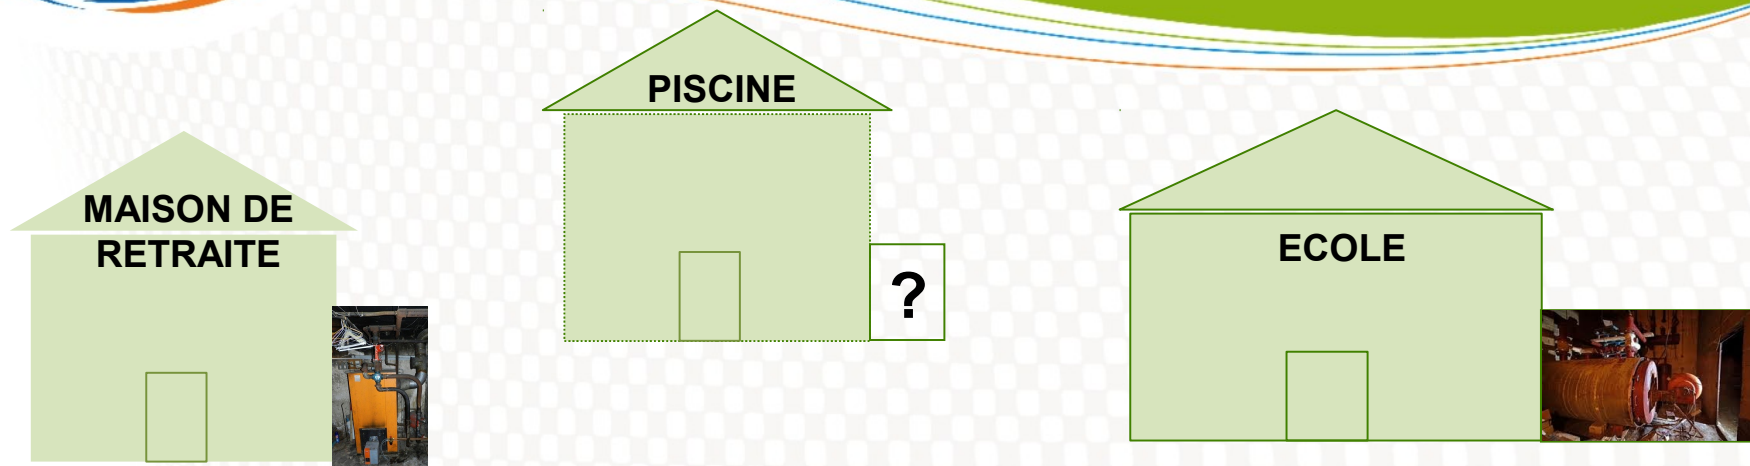 PISCINE
MAISON DE
RETRAITE
?
ECOLE